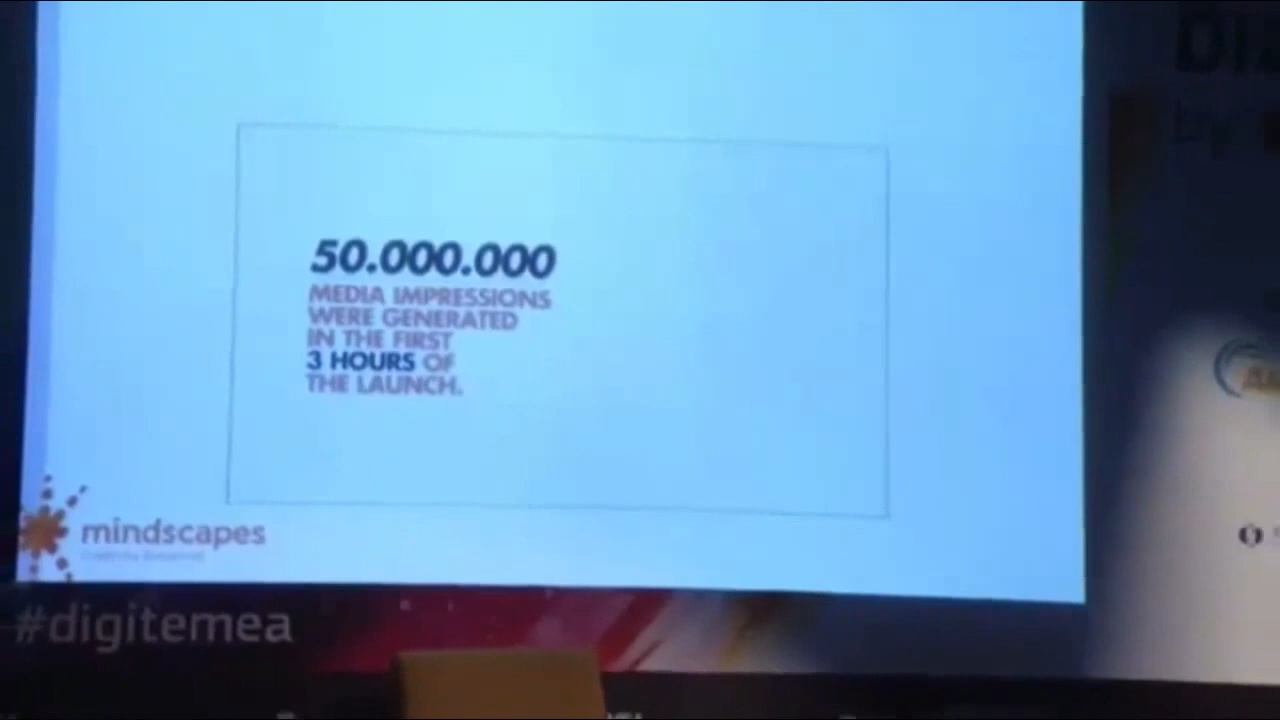 50.000.000
MEDIA IMPRESSIONS
WERE GENERATED
IN THE FIRST
3 HOURS OF
THE LAUNCH.
mindscapes
#digitemea